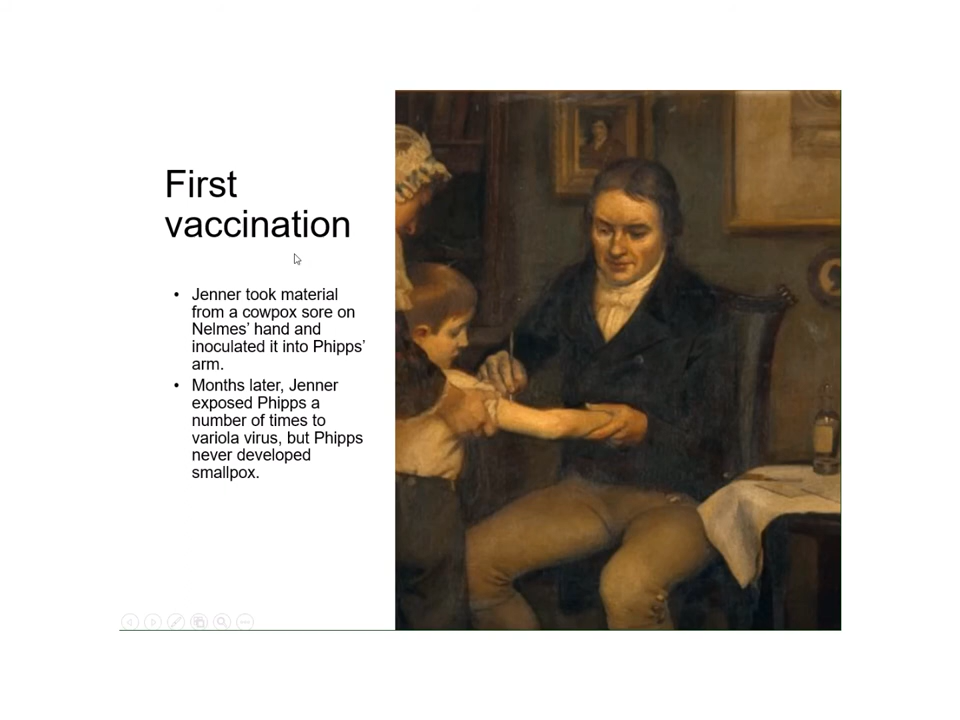 First
vaccination
• Jenner took material
from a cowpox sore on
Nelmes’ hand and
inoculated it into Phipps’
arm.
• Months later, Jenner
exposed Phipps a
number of times to
variola virus, but Phipps
never developed
smallpox.